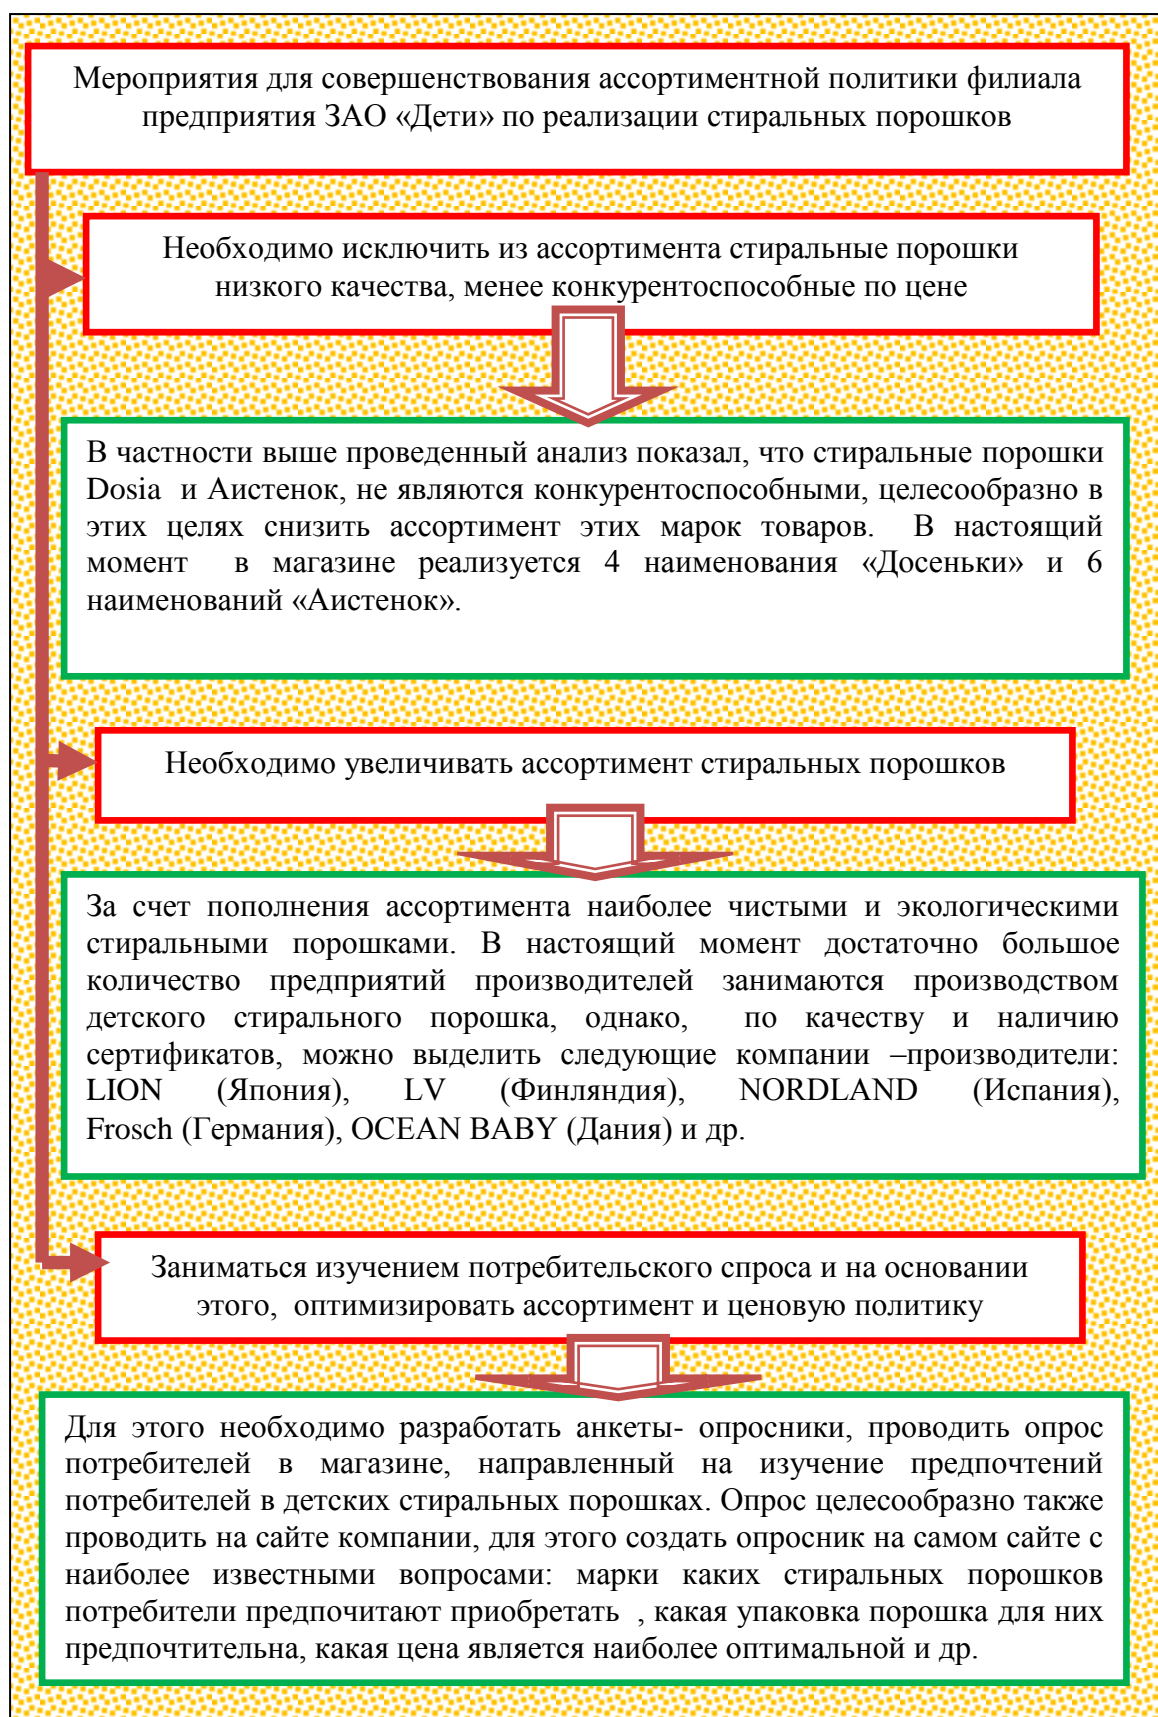 Мероприятия для совершенствования ассортиментной политики филиала
предприятия ЗАО «Дети» по реализации стиральных порошков
Необходимо исключить из ассортимента стиральные порошки
низкого качества, менее конкурентоспособные по цене
В частности выше проведенный анализ показал, что стиральные порошки
Dosia и Аистенок, не являются конкурентоспособными, целесообразно в
этих целях снизить ассортимент этих марок товаров. В настоящий
момент в магазине реализуется 4 наименования «Досеньки» и 6
наименований «Аистенок».
Необходимо увеличивать ассортимент стиральных порошков
За счет пополнения ассортимента наиболее чистыми и экологическими
стиральными порошками. В настоящий момент достаточно большое
количество предприятий производителей занимаются производством
детского стирального порошка, однако, по качеству и наличию
сертификатов, можно выделить следующие компании –производители:
LION (Япония), LV (Финляндия), NORDLAND (Испания),
Frosch (Германия), OCEAN BABY (Дания) и др.
Заниматься изучением потребительского спроса и на основании
этого, оптимизировать ассортимент и ценовую политику
Для этого необходимо разработать анкеты- опросники, проводить опрос
потребителей в магазине, направленный на изучение предпочтений
потребителей в детских стиральных порошках. Опрос целесообразно также
проводить на сайте компании, для этого создать опросник на самом сайте с
наиболее известными вопросами: марки каких стиральных порошков
потребители предпочитают приобретать , какая упаковка порошка для них
предпочтительна, какая цена является наиболее оптимальной и др.